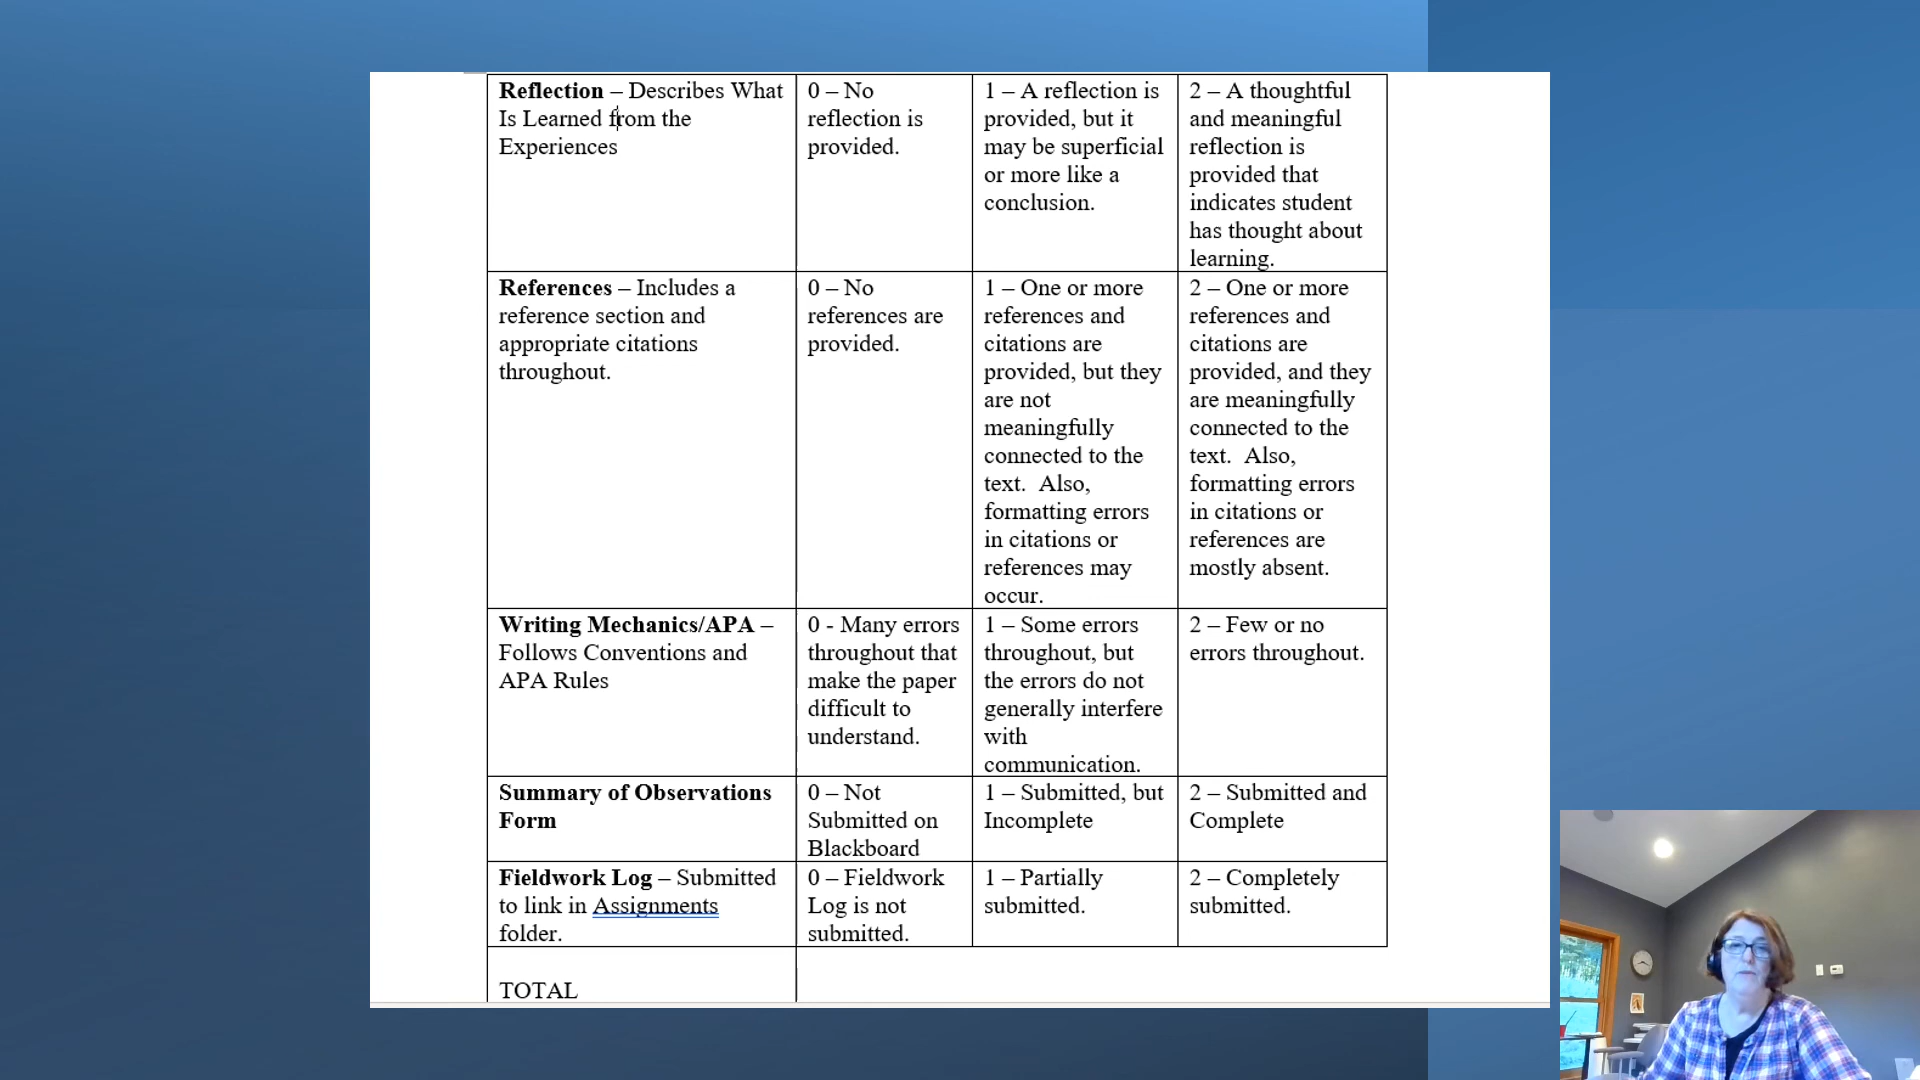 Reflection – Describes What
Is Learned from the
Experiences
0 – No
reflection is
provided.
1 – A reflection is
provided, but it
may be superficial
or more like a
conclusion.
2 – A thoughtful
and meaningful
reflection is
provided that
indicates student
has thought about
learning.
References – Includes a
reference section and
appropriate citations
throughout.
0 – No
references are
provided.
1 – One or more
references and
citations are
provided, but they
are not
meaningfully
connected to the
text.  Also,
formatting errors
in citations or
references may
occur.
2 – One or more
references and
citations are
provided, and they
are meaningfully
connected to the
text.  Also,
formatting errors
in citations or
references are
mostly absent.
Writing Mechanics/APA –
Follows Conventions and
APA Rules
0 - Many errors
throughout that
make the paper
difficult to
understand.
1 – Some errors
throughout, but
the errors do not
generally interfere
with
communication.
2 – Few or no
errors throughout.
Summary of Observations
Form
0 – Not
Submitted on
Blackboard
1 – Submitted, but
Incomplete
2 – Submitted and
Complete
Fieldwork Log – Submitted
to link in Assignments
folder.
0 – Fieldwork
Log is not
submitted.
1 – Partially
submitted.
2 – Completely
submitted.
TOTAL